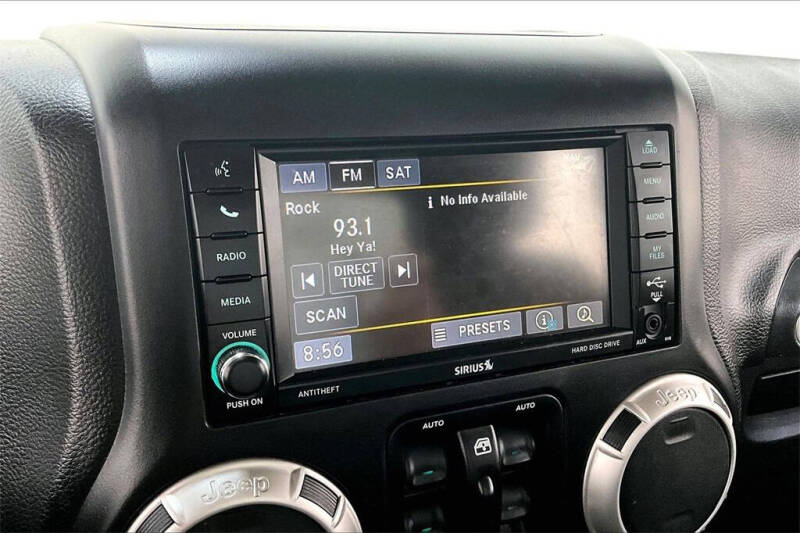 LOAD
AM FM SAT
MENU
Rock
i No Info Available
93.1
AUDIO
Hey Ya!
RADIO
MY
FILES
DIRECT
TUNE
MEDIA
PULL
SCAN
PRESETS
VOLUME
8:56
AUX
HARD DISC DRIVE
SIRIUS
ANTITHEFT
PUSH ON
AUTO
AUTO
Jeep
Jeep